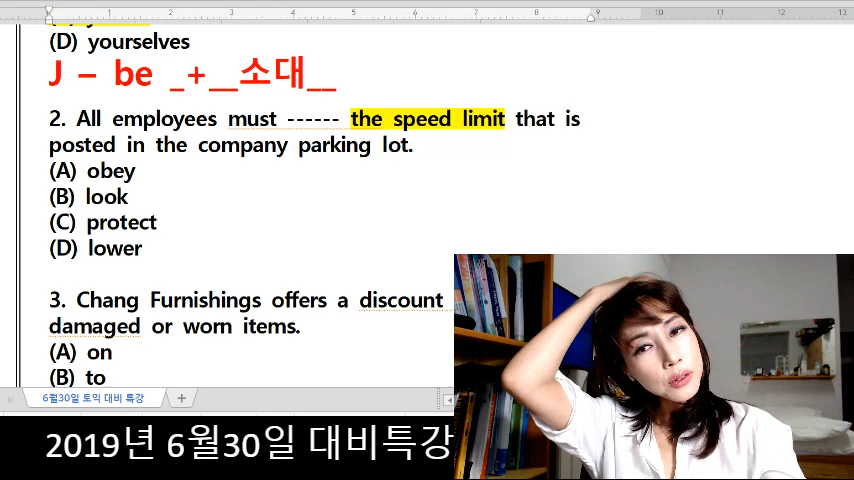 (D) yourselves
J – be _+__소대__
2. All employees must ------ the speed limit that is
posted in the company parking lot.
(A) obey
(B) look
(C) protect
(D) lower
3. Chang Furnishings offers a discount
damaged or worn items.
(A) on
(B) to
6월30일 토익 대비 특강
2019년 6월30일 대비특강